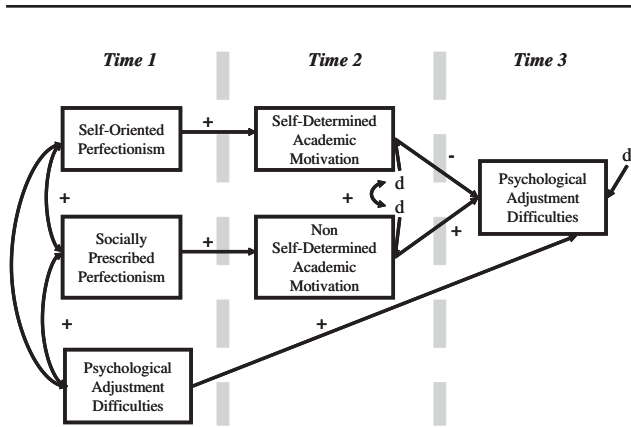 Time 1
Time 2
Time 3
Self-Oriented
Perfectionism
+
Self-Determined
Academic
Motivation
-
d
Psychological
Adjustment
Difficulties
d
+
+
d
Socially
Prescribed
Perfectionism
+
Non
Self-Determined
Academic
Motivation
+
+
+
Psychological
Adjustment
Difficulties